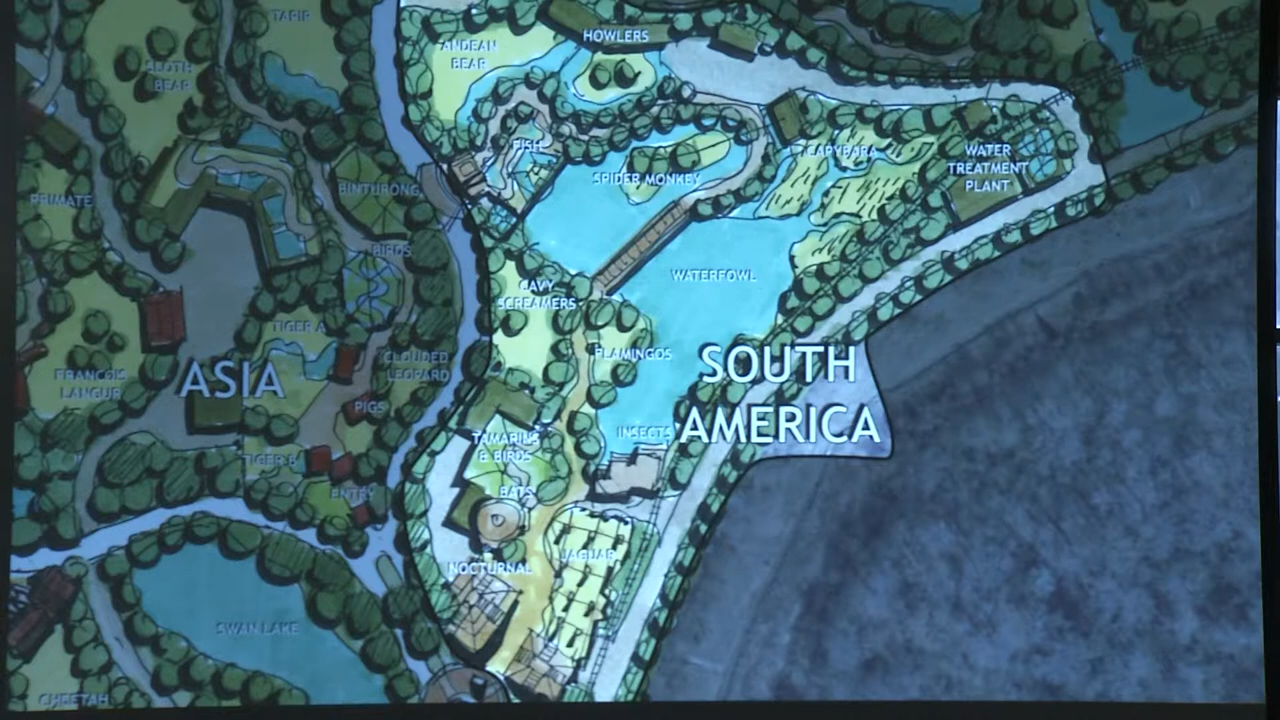 TAPIR
HOWLERS
ANDEAN
BEAR
SLOTH
BEAR
FISH
CAPYBARA
WATER
TREATMENT
PLANT
SPIDER MONKEY
BINTURONG
PRIMATE
BIRDS
WATERFOWL
CAVY
SCREAMERS
TIGER A
FLAMINGOS
CLOUDED
LEOPARD
SOUTH
AMERICA
FRANCOIS
LANGUR
ASIA
PIGS
INSECTS
TAMARINS
& BIRDS
TIGER B
BATS
ENTRY
JAGUAR
NOCTURNAL
SWAN LAKE
CHEETAH